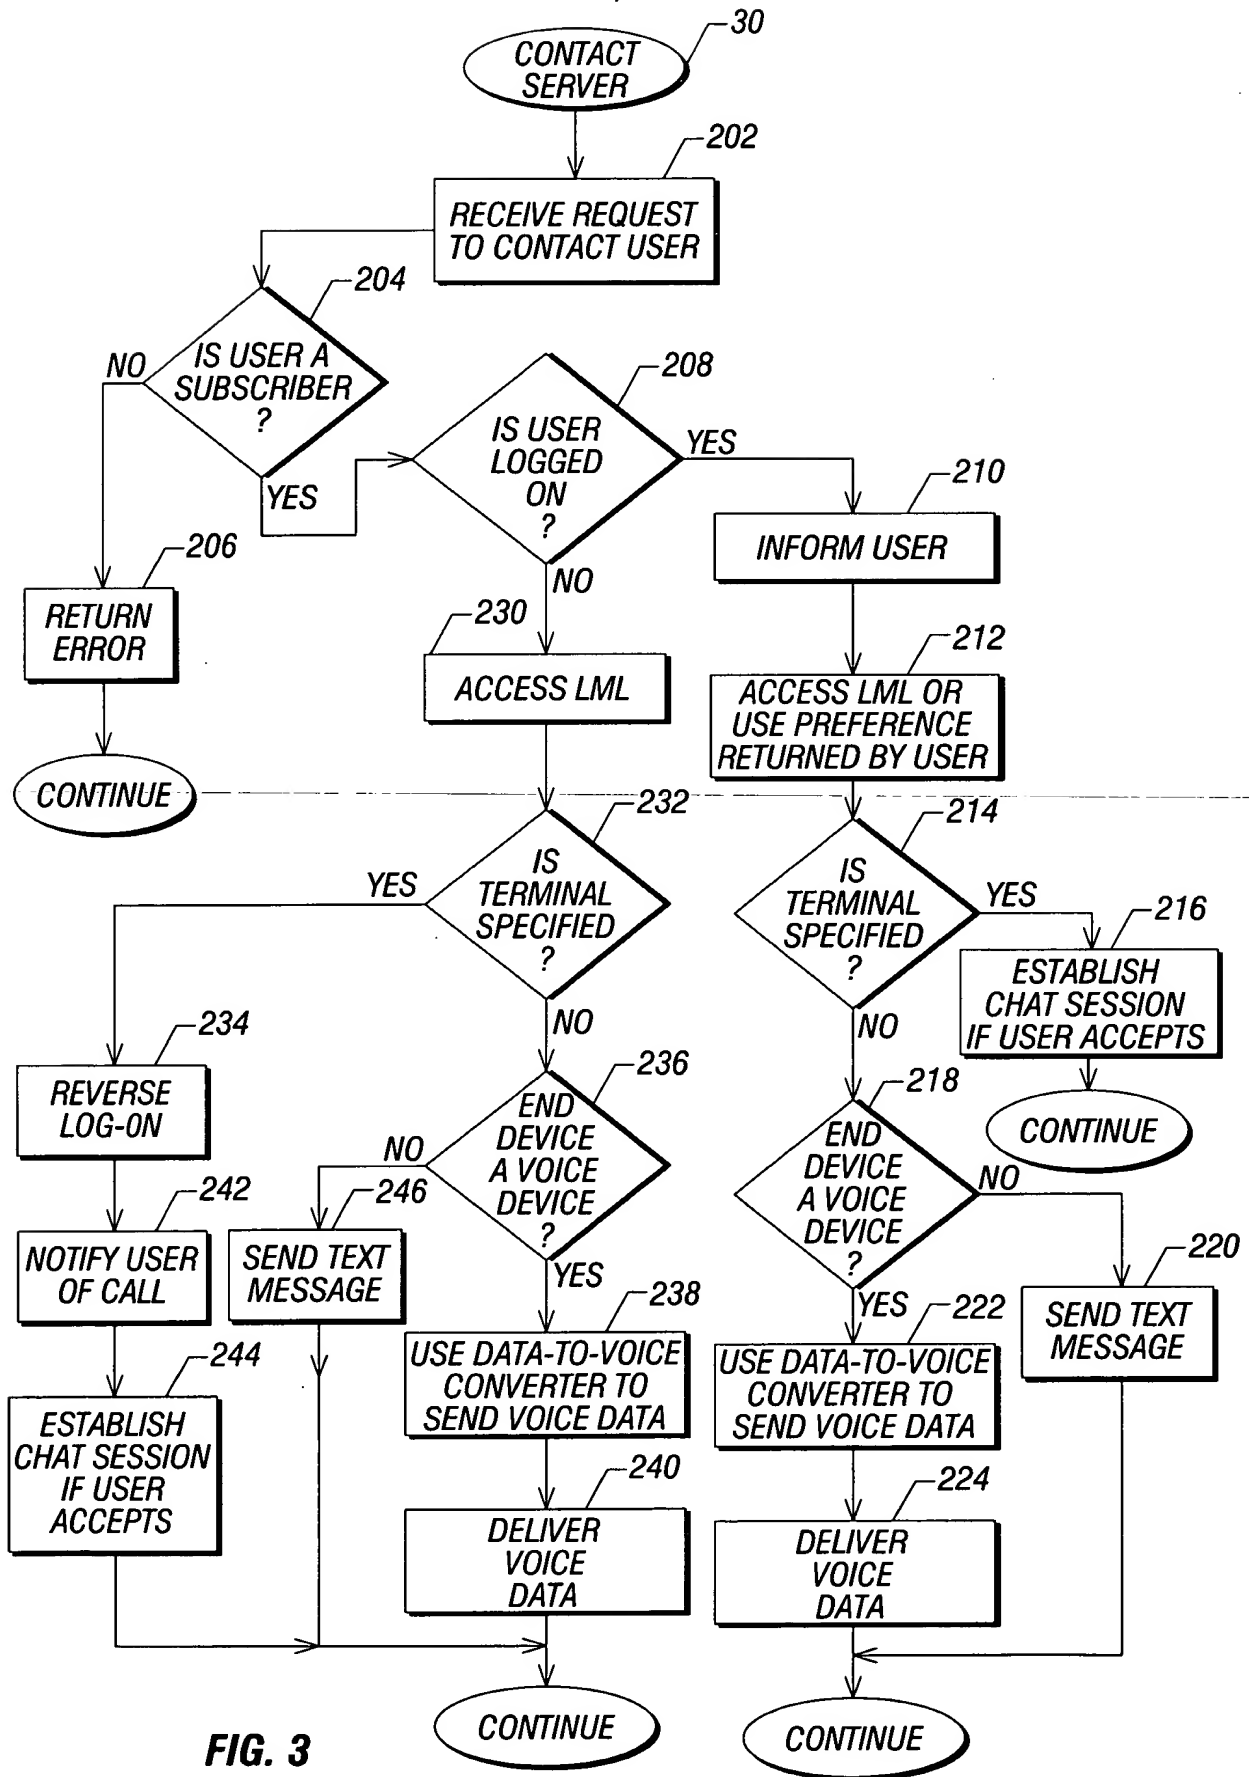 30
CONTACT
SERVER
202
RECEIVE REQUEST
TO CONTACT USER
204
IS USER A
SUBSCRIBER
?
NO
YES
208
IS USER
LOGGED
ON
?
YES
NO
206
RETURN
ERROR
CONTINUE
210
INFORM USER
230
ACCESS LML
212
ACCESS LML OR
USE PREFERENCE
RETURNED BY USER
232
IS
TERMINAL
SPECIFIED
?
YES
NO
214
IS
TERMINAL
SPECIFIED
?
YES
NO
216
ESTABLISH
CHAT SESSION
IF USER ACCEPTS
CONTINUE
234
REVERSE
LOG-ON
236
END
DEVICE
A VOICE
DEVICE
?
NO
YES
218
END
DEVICE
A VOICE
DEVICE
?
NO
YES
242
NOTIFY USER
OF CALL
246
SEND TEXT
MESSAGE
220
SEND TEXT
MESSAGE
238
USE DATA-TO-VOICE
CONVERTER TO
SEND VOICE DATA
222
USE DATA-TO-VOICE
CONVERTER TO
SEND VOICE DATA
244
ESTABLISH
CHAT SESSION
IF USER
ACCEPTS
240
DELIVER
VOICE
DATA
224
DELIVER
VOICE
DATA
CONTINUE
CONTINUE
FIG. 3